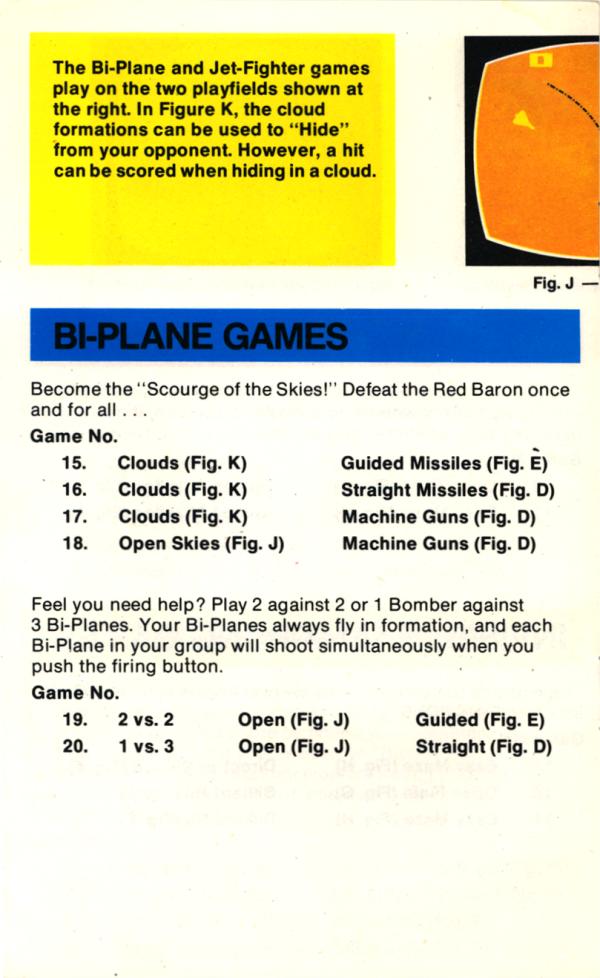 The Bi-Plane and Jet-Fighter games
play on the two playfields shown at
the right. In Figure K, the cloud
formations can be used to "Hide"
from your opponent. However, a hit
can be scored when hiding in a cloud.
Fig. J —
BI-PLANE GAMES
Become the "Scourge of the Skies!" Defeat the Red Baron once
and for all . . .
Game No.
15. Clouds (Fig. K) Guided Missiles (Fig. E)
16. Clouds (Fig. K) Straight Missiles (Fig. D)
17. Clouds (Fig. K) Machine Guns (Fig. D)
18. Open Skies (Fig. J) Machine Guns (Fig. D)
Feel you need help? Play 2 against 2 or 1 Bomber against
3 Bi-Planes. Your Bi-Planes always fly in formation, and each
Bi-Plane in your group will shoot simultaneously when you
push the firing button.
Game No.
19. 2 vs. 2 Open (Fig. J) Guided (Fig. E)
20. 1 vs. 3 Open (Fig. J) Straight (Fig. D)